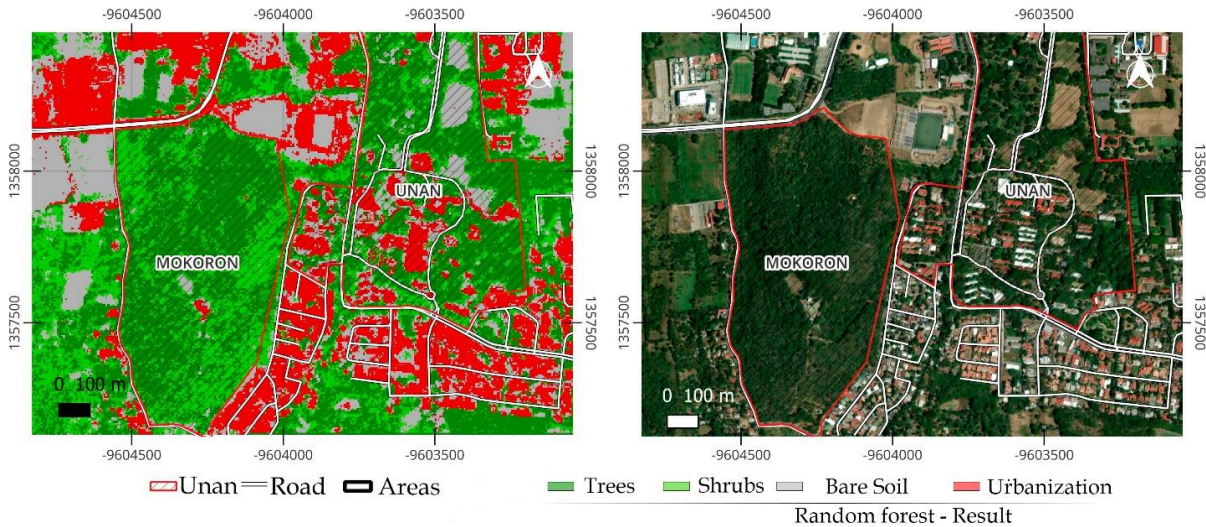 -9604500 -9604000 -9603500 -9604500 -9604000 -9603500
1358000 1358000 1358000 1358000
UNAN UNAN
MOKORON MOKORON
1357500 1357500 1357500 1357500
0 100 m 0 100 m
-9604500 -9604000 -9603500 -9604500 -9604000 -9603500
Unan Road Areas Trees Shrubs Bare Soil Urbanization
Random forest - Result